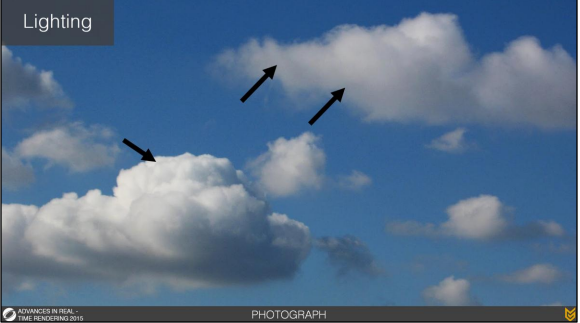 Lighting
ADVANCES IN REAL -
TIME RENDERING 2015
PHOTOGRAPH